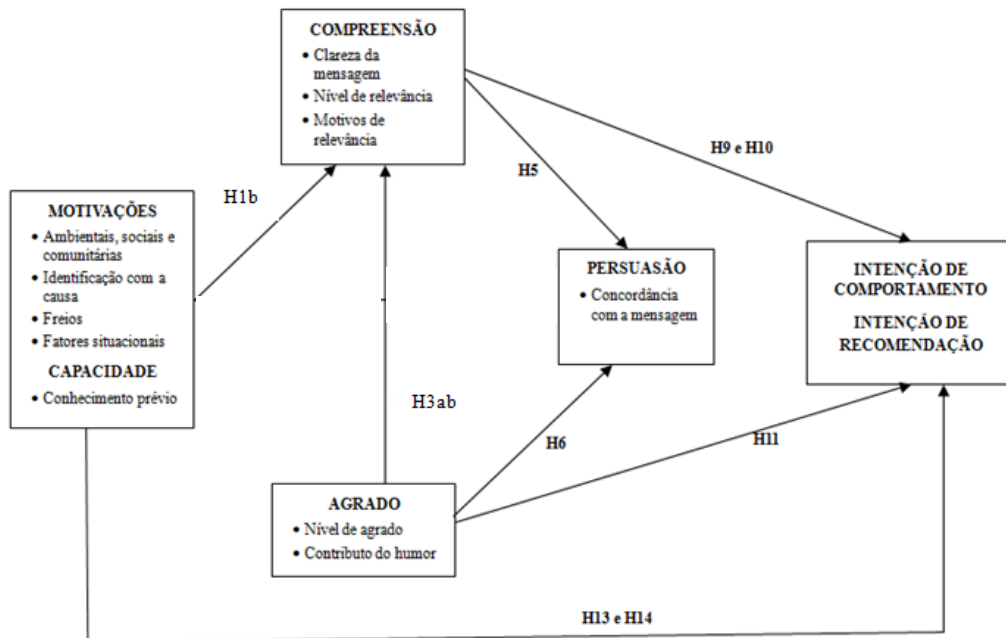 COMPREENSÃO
• Clareza da
mensagem
• Nível de relevância
• Motivos de
relevância
H9 e H10
H5
H1b
MOTIVAÇÕES
• Ambientais, sociais e
comunitárias
• Identificação com a
causa
• Freios
• Fatores situacionais
CAPACIDADE
• Conhecimento prévio
PERSUASÃO
• Concordância
com a mensagem
INTENÇÃO DE
COMPORTAMENTO
INTENÇÃO DE
RECOMENDAÇÃO
H3ab
H6
H11
AGRADO
• Nível de agrado
• Contributo do humor
H13 e H14